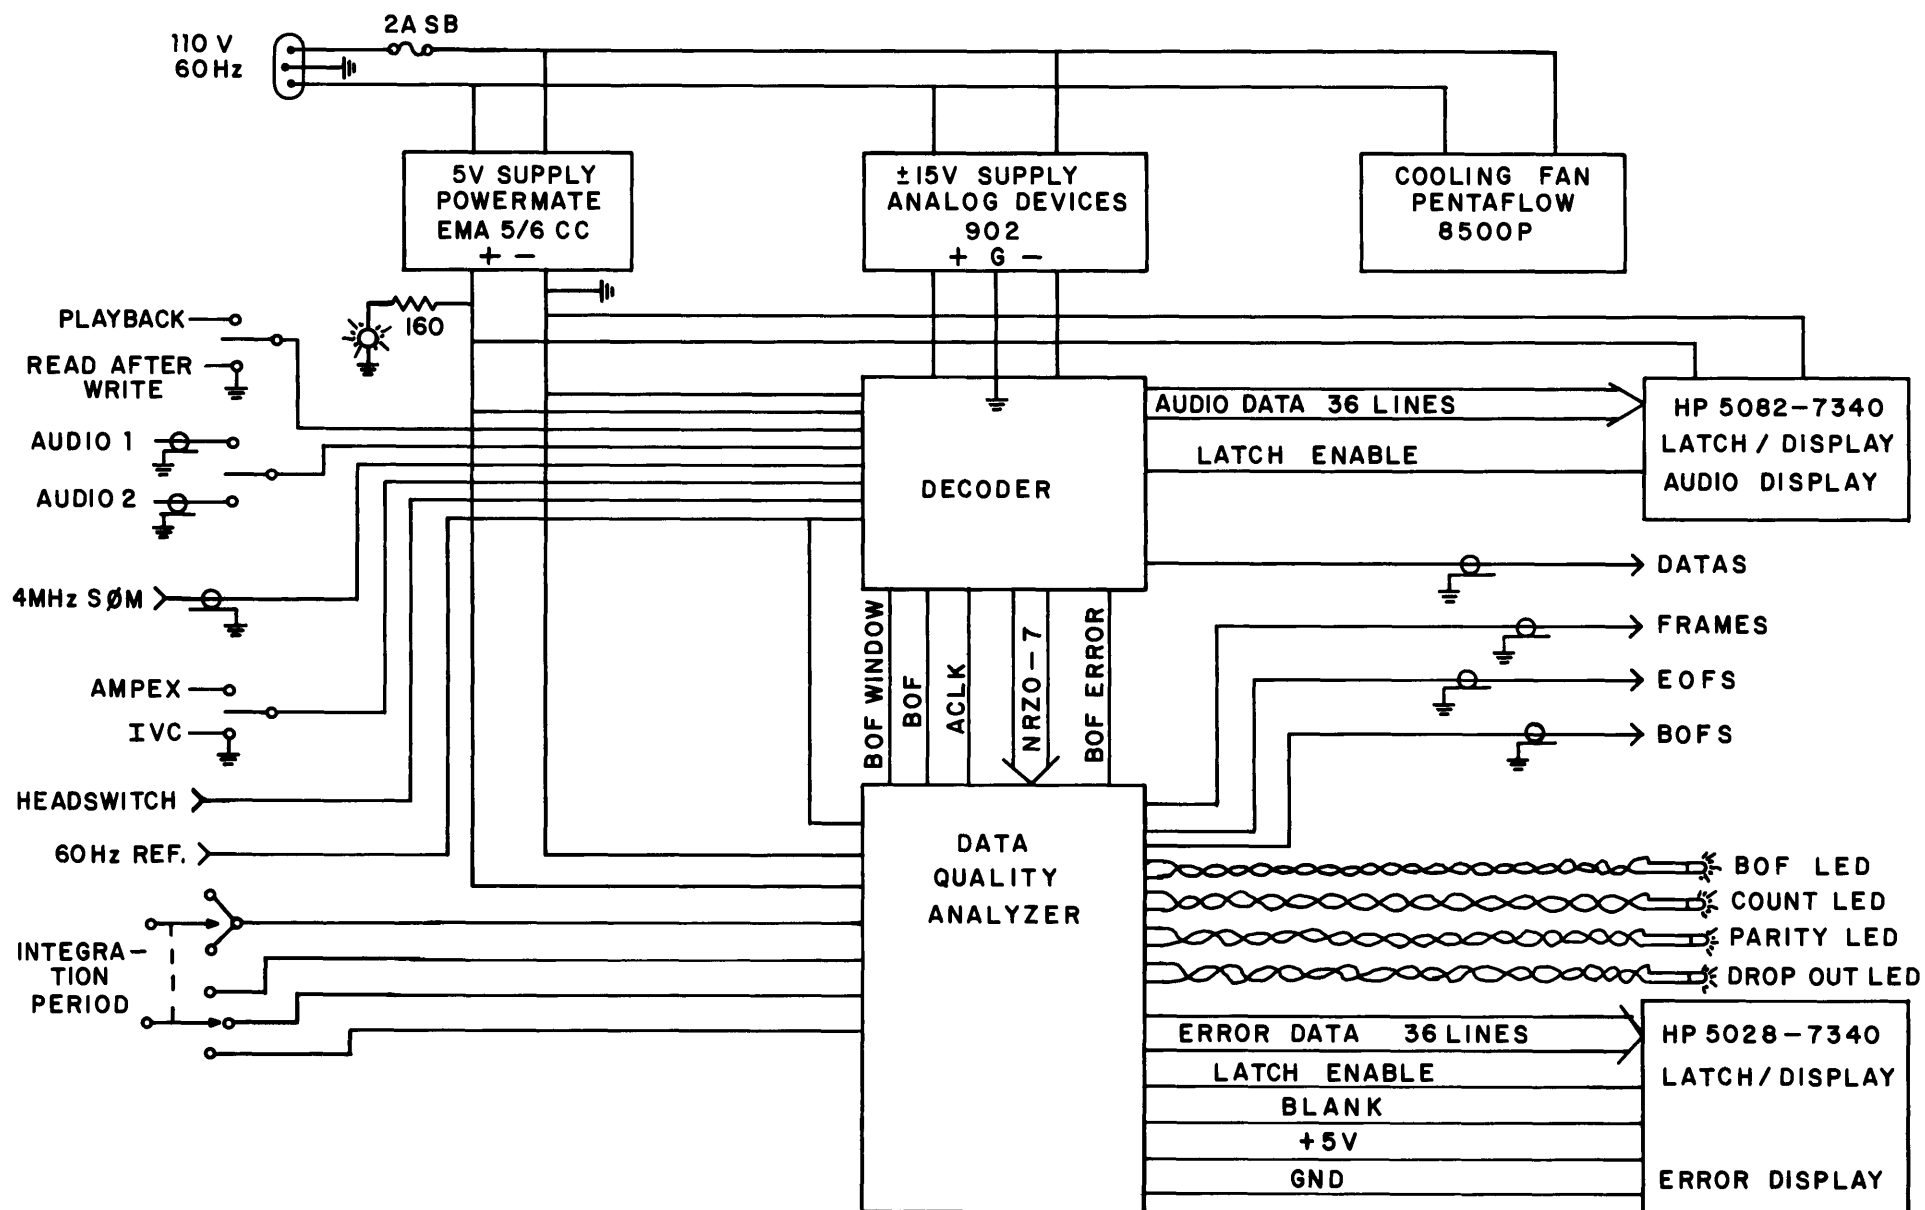 2A SB
110 V
60 Hz
5V SUPPLY
POWERMATE
EMA 5/6 CC
+ -
±15V SUPPLY
ANALOG DEVICES
902
+ G -
COOLING FAN
PENTAFLOW
8500P
160
PLAYBACK
READ AFTER
WRITE
AUDIO 1
AUDIO 2
4MHz SØM
AMPEX
IVC
HEADSWITCH
60Hz REF.
INTEGRA-
TION
PERIOD
DECODER
AUDIO DATA 36 LINES
LATCH ENABLE
HP 5082-7340
LATCH / DISPLAY
AUDIO DISPLAY
DATAS
FRAMES
EOFS
BOFS
BOF WINDOW
BOF
ACLK
NRZ0-7
BOF ERROR
DATA
QUALITY
ANALYZER
BOF LED
COUNT LED
PARITY LED
DROP OUT LED
ERROR DATA 36 LINES
LATCH ENABLE
BLANK
+5V
GND
HP 5028-7340
LATCH/DISPLAY
ERROR DISPLAY